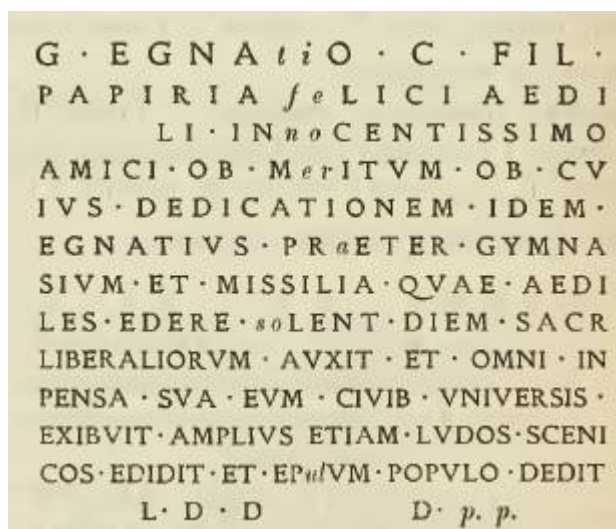 G · EGNAtiO · C · FIL ·
PAPIRIA feLICI AEDI
LI · INnoCENTISSIMO
AMICI · OB · MerITVM · OB · CV
IVS · DEDICATIONEM · IDEM ·
EGNATIVS · PRaETER · GYMNA
SIVM · ET · MISSILIA · QVAE · AEDI
LES · EDERE · soLENT · DIEM · SACR
LIBERALIORVM · AVXIT · ET · OMNI · IN
PENSA · SVA · EVM · CIVIB · VNIVERSIS ·
EXIBVIT · AMPLIVS ETIAM · LVDOS · SCENI
COS · EDIDIT · ET · EPulVM · POPVLO · DEDIT
L · D · D D · p. p.